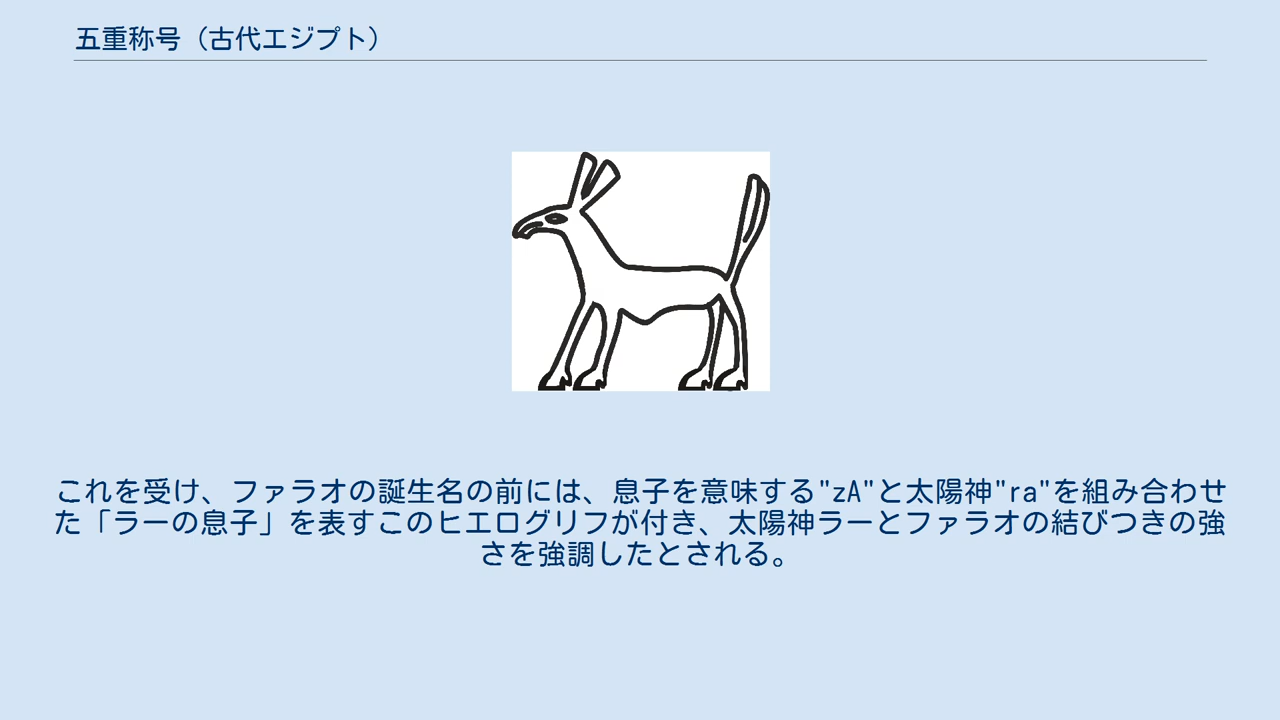 五重称号（古代エジプト）
これを受け、ファラオの誕生名の前には、息子を意味する"zA"と太陽神"ra"を組み合わせ
た「ラーの息子」を表すこのヒエログリフが付き、太陽神ラーとファラオの結びつきの強
さを強調したとされる。